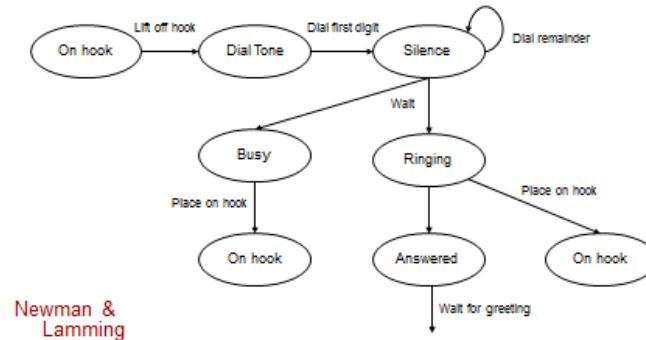 Lift off hook
Dial first digit
On hook
Dial Tone
Silence
Dial remainder
Wait
Busy
Ringing
Place on hook
Place on hook
On hook
Answered
On hook
Newman &
Lamming
Wait for greeting